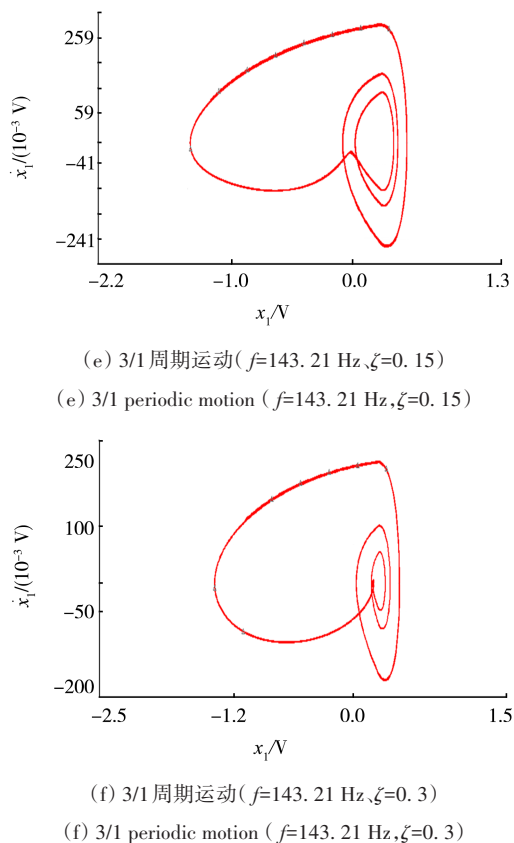 259
59
−41
−241
ẋ₁/(10⁻³ V)
−2.2 −1.0 0.0 1.3
x₁/V
(e) 3/1 周期运动( f=143. 21 Hz、ζ=0. 15)
(e) 3/1 periodic motion ( f=143. 21 Hz,ζ=0. 15)
250
100
−50
−200
ẋ₁/(10⁻³ V)
−2.5 −1.2 0.0 1.5
x₁/V
(f) 3/1 周期运动( f=143. 21 Hz、ζ=0. 3)
(f) 3/1 periodic motion ( f=143. 21 Hz,ζ=0. 3)